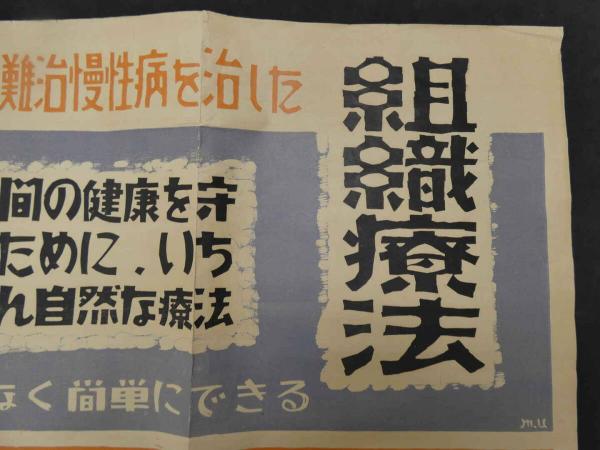 難治慢性病を治した
組織療法
間の健康を守
ために、いち
れ自然な療法
なく簡単にできる
m.u